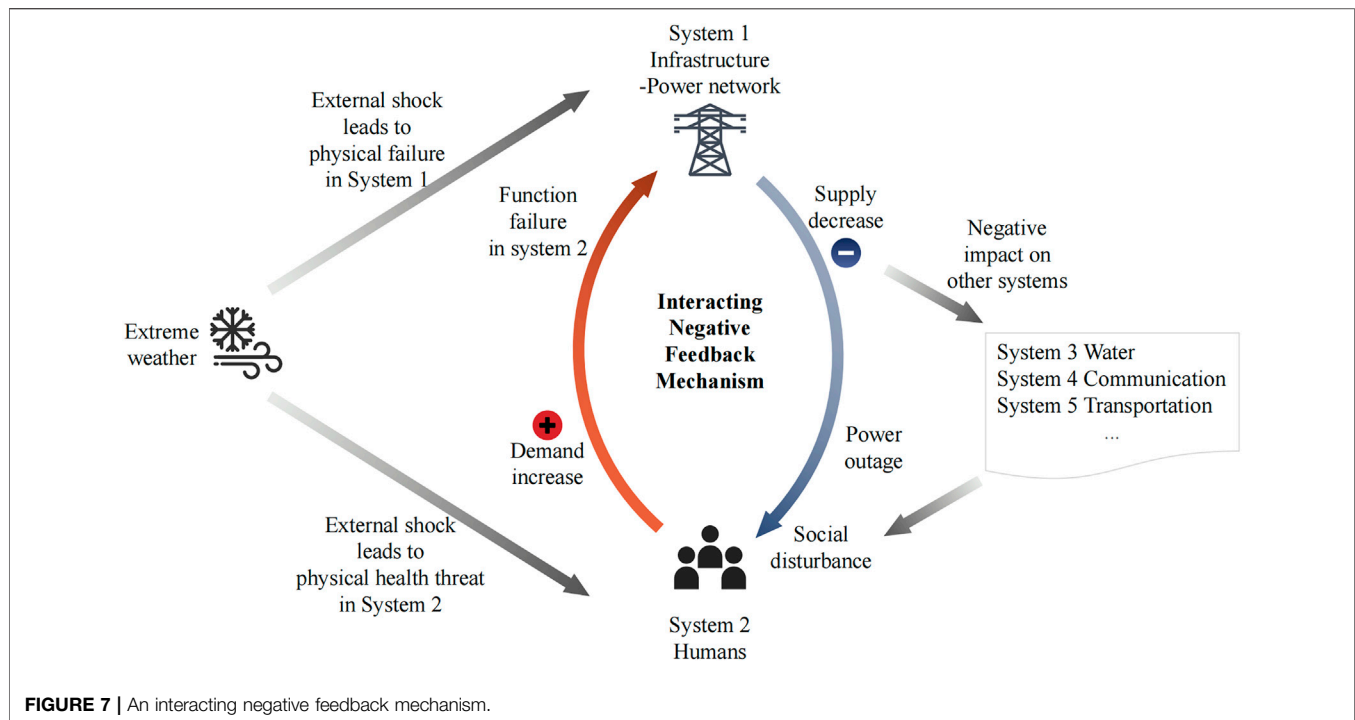 System 1
Infrastructure
-Power network
External shock
leads to
physical failure
in System 1
Function
failure
in system 2
Supply
decrease
Negative
impact on
other systems
Extreme
weather
Interacting
Negative
Feedback
Mechanism
System 3 Water
System 4 Communication
System 5 Transportation
...
Demand
increase
Power
outage
External shock
leads to
physical health threat
in System 2
Social
disturbance
System 2
Humans
FIGURE 7 | An interacting negative feedback mechanism.